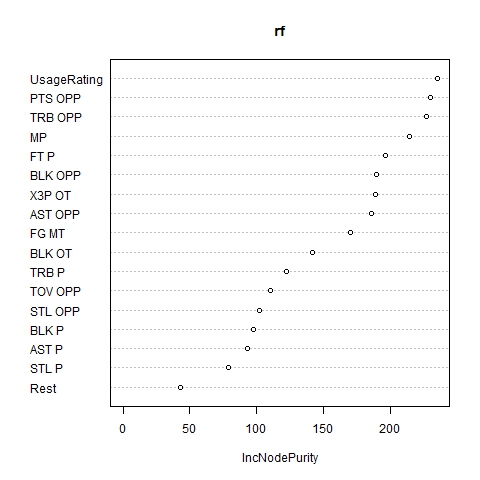 rf
UsageRating
PTS OPP
TRB OPP
MP
FT P
BLK OPP
X3P OT
AST OPP
FG MT
BLK OT
TRB P
TOV OPP
STL OPP
BLK P
AST P
STL P
Rest
0 50 100 150 200
IncNodePurity